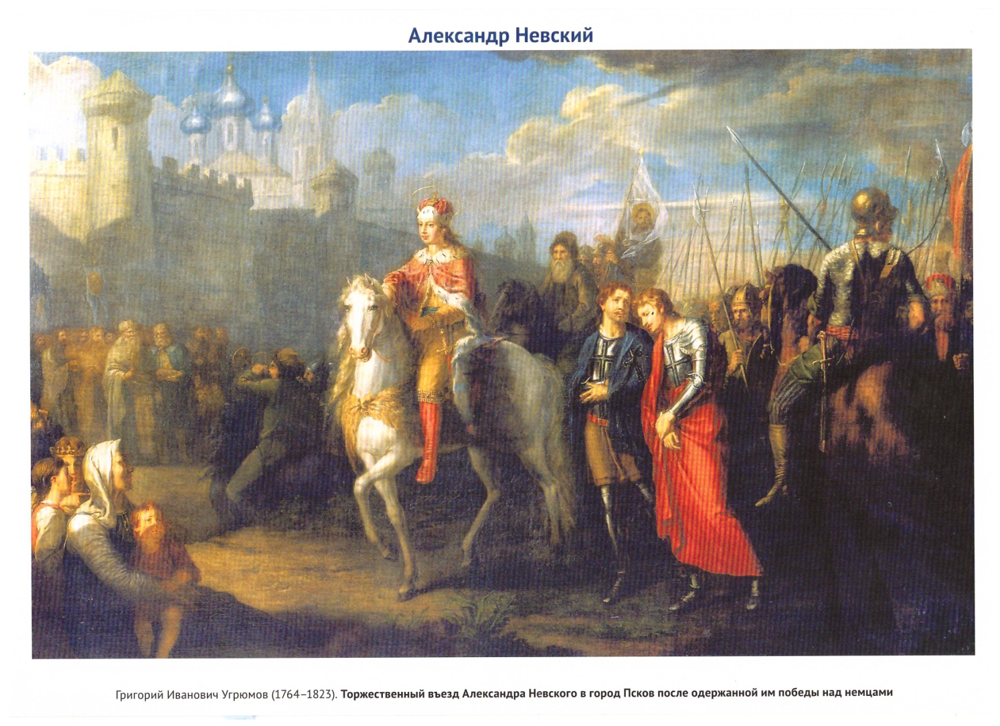 Александр Невский
Григорий Иванович Угрюмов (1764–1823). Торжественный въезд Александра Невского в город Псков после одержанной им победы над немцами